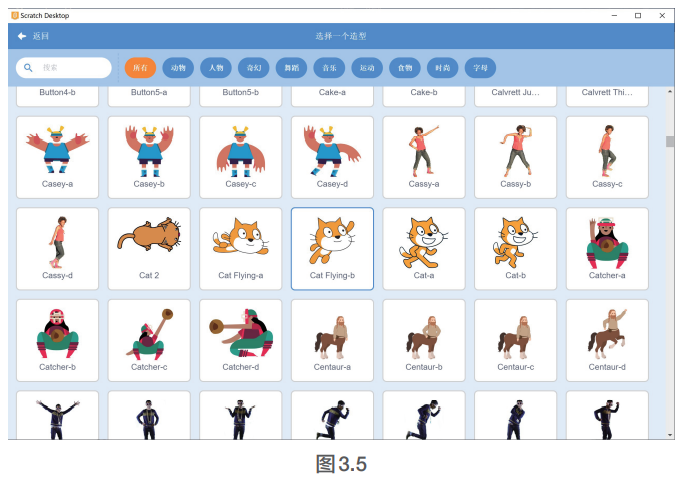 Scratch Desktop
返回
选择一个造型
搜索
所有 动物 人物 奇幻 舞蹈 音乐 运动 食物 时尚 字母
Button4-b Button5-a Button5-b Cake-a Cake-b Calvrett Ju... Calvrett Thi...
Casey-a Casey-b Casey-c Casey-d Cassy-a Cassy-b Cassy-c
Cassy-d Cat 2 Cat Flying-a Cat Flying-b Cat-a Cat-b Catcher-a
Catcher-b Catcher-c Catcher-d Centaur-a Centaur-b Centaur-c Centaur-d
图3.5